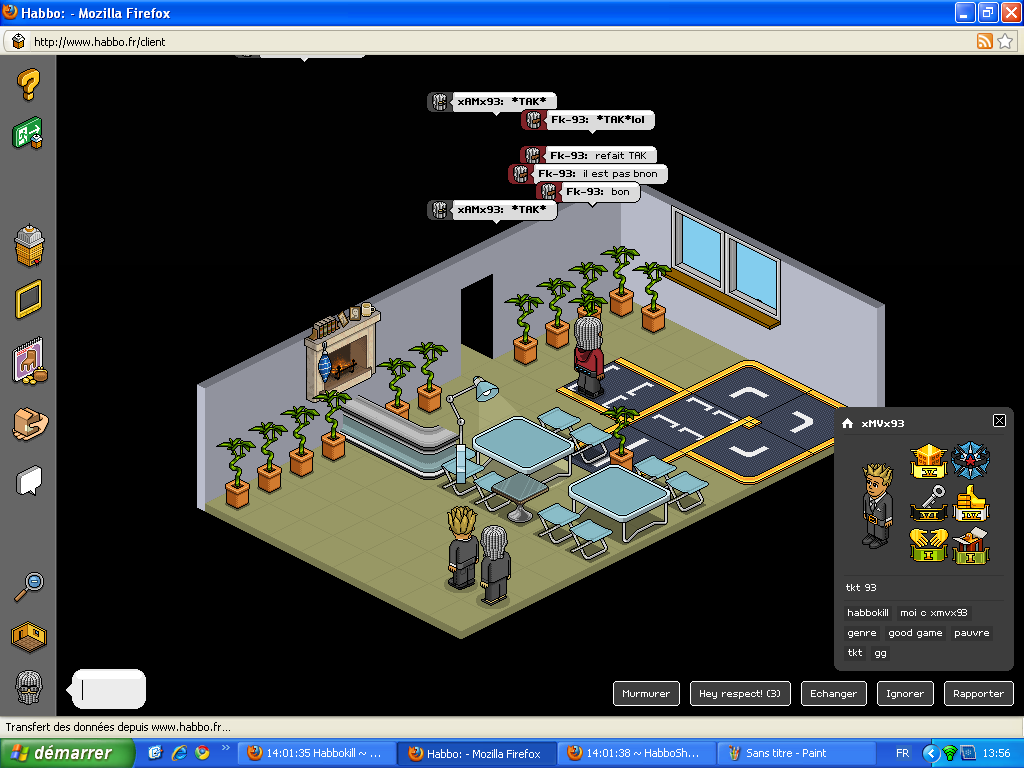 Habbo: - Mozilla Firefox
http://www.habbo.fr/client
xAMx93: *TAK*
Fk-93: *TAK*lol
Fk-93: refait TAK
Fk-93: il est pas bnon
Fk-93: bon
xAMx93: *TAK*
xMVx93
tkt 93
habbokill moi c xmvx93
genre good game pauvre
tkt gg
Murmurer Hey respect! (3) Echanger Ignorer Rapporter
Transfert des données depuis www.habbo.fr...
démarrer 14:01:35 Habbokill ~ ... Habbo: - Mozilla Firefox 14:01:38 ~ HabboSh... Sans titre - Paint FR 13:56